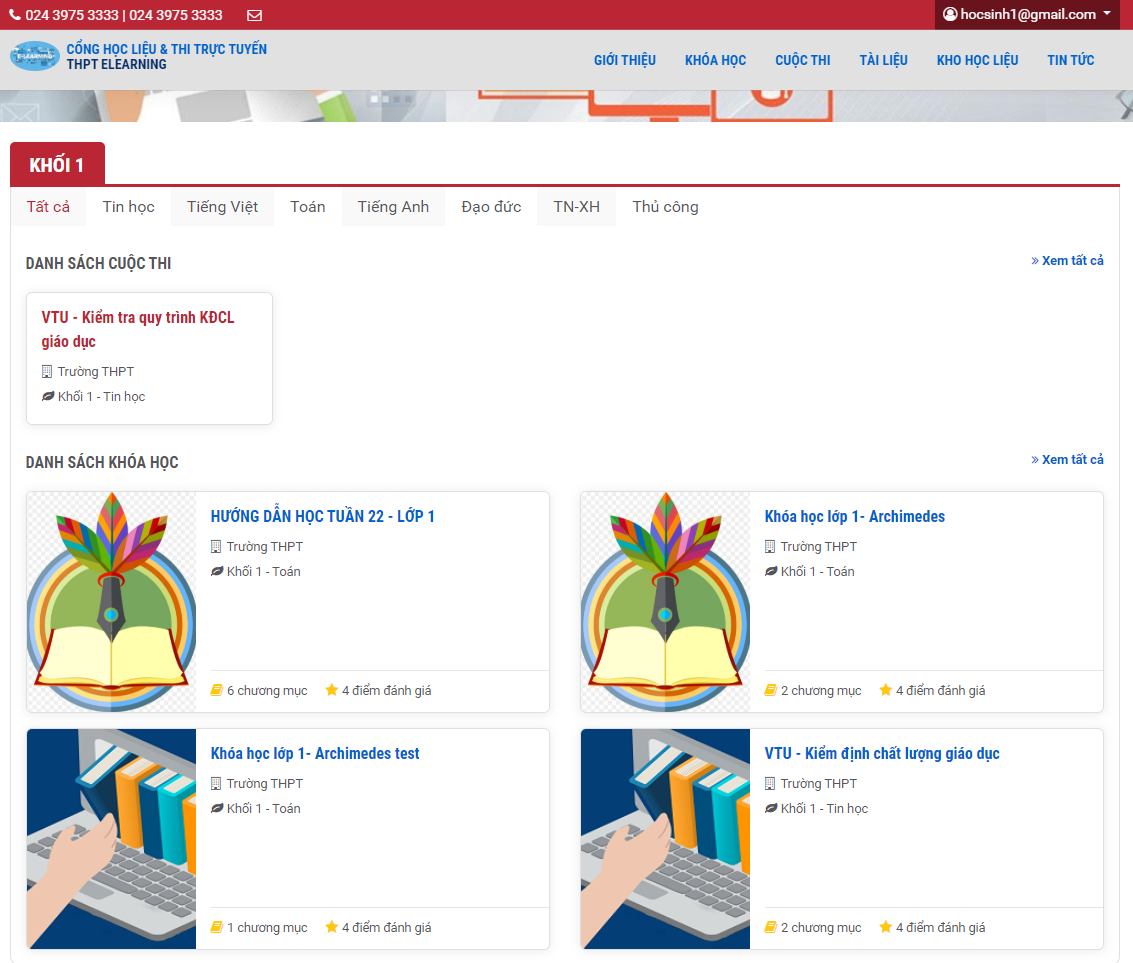 024 3975 3333 | 024 3975 3333
hocsinh1@gmail.com
E-LEARNING
CỔNG HỌC LIỆU & THI TRỰC TUYẾN
THPT ELEARNING
GIỚI THIỆU KHÓA HỌC CUỘC THI TÀI LIỆU KHO HỌC LIỆU TIN TỨC
KHỐI 1
Tất cả Tin học Tiếng Việt Toán Tiếng Anh Đạo đức TN-XH Thủ công
DANH SÁCH CUỘC THI
» Xem tất cả
VTU - Kiểm tra quy trình KĐCL
giáo dục
Trường THPT
Khối 1 - Tin học
DANH SÁCH KHÓA HỌC
» Xem tất cả
HƯỚNG DẪN HỌC TUẦN 22 - LỚP 1
Trường THPT
Khối 1 - Toán
6 chương mục 4 điểm đánh giá
Khóa học lớp 1- Archimedes
Trường THPT
Khối 1 - Toán
2 chương mục 4 điểm đánh giá
Khóa học lớp 1- Archimedes test
Trường THPT
Khối 1 - Toán
1 chương mục 4 điểm đánh giá
VTU - Kiểm định chất lượng giáo dục
Trường THPT
Khối 1 - Tin học
2 chương mục 4 điểm đánh giá